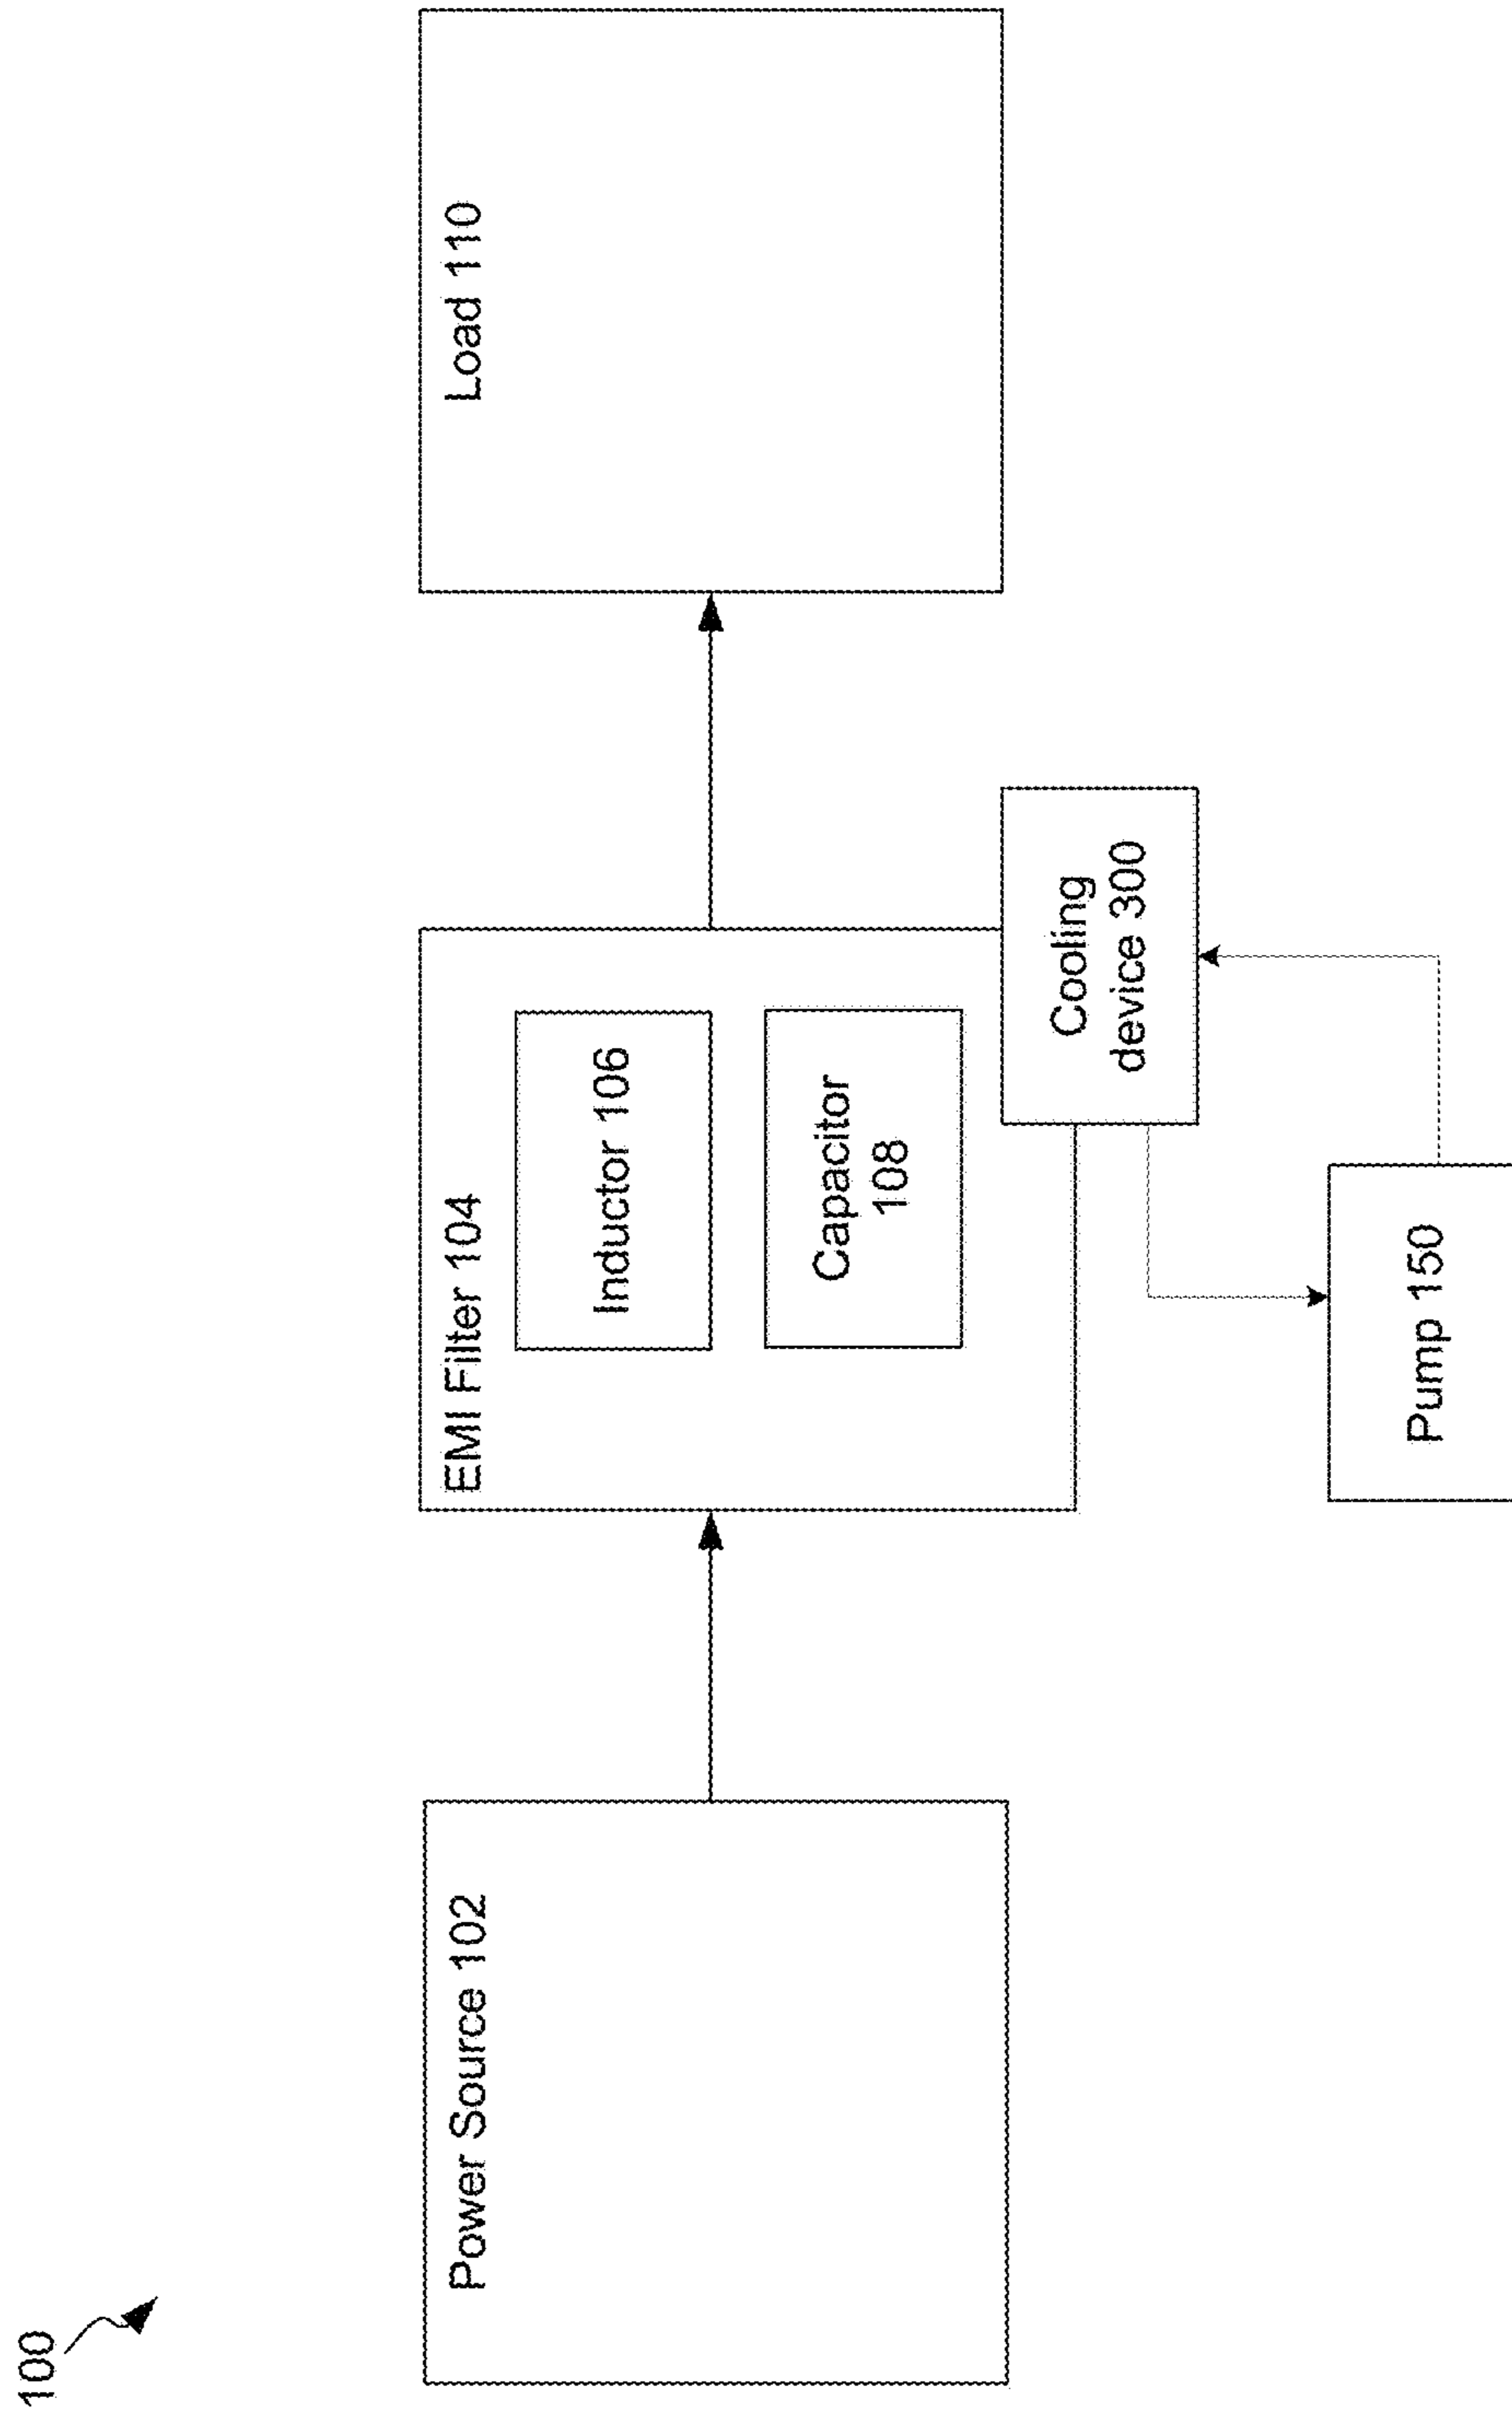 100
Power Source 102
EMI Filter 104
Inductor 106
Capacitor
108
Load 110
Cooling
device 300
Pump 150